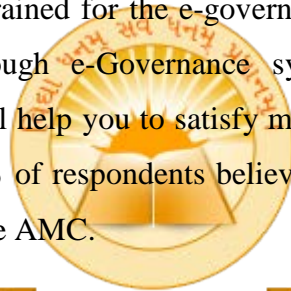 rained for the e-govern
ough e-Governance sy
l help you to satisfy m
of respondents believ
e AMC.